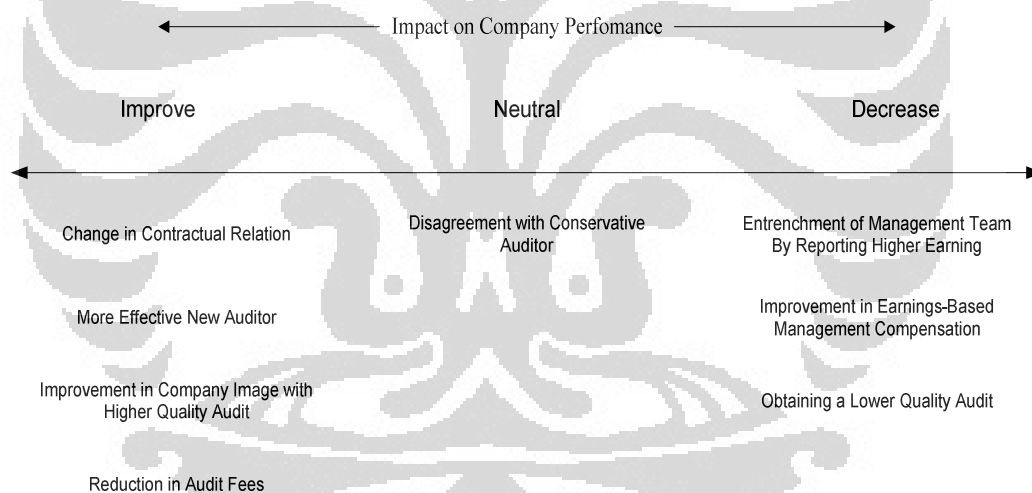 Impact on Company Perfomance
Improve
Neutral
Decrease
Change in Contractual Relation
More Effective New Auditor
Improvement in Company Image with
Higher Quality Audit
Reduction in Audit Fees
Disagreement with Conservative
Auditor
Entrenchment of Management Team
By Reporting Higher Earning
Improvement in Earnings-Based
Management Compensation
Obtaining a Lower Quality Audit